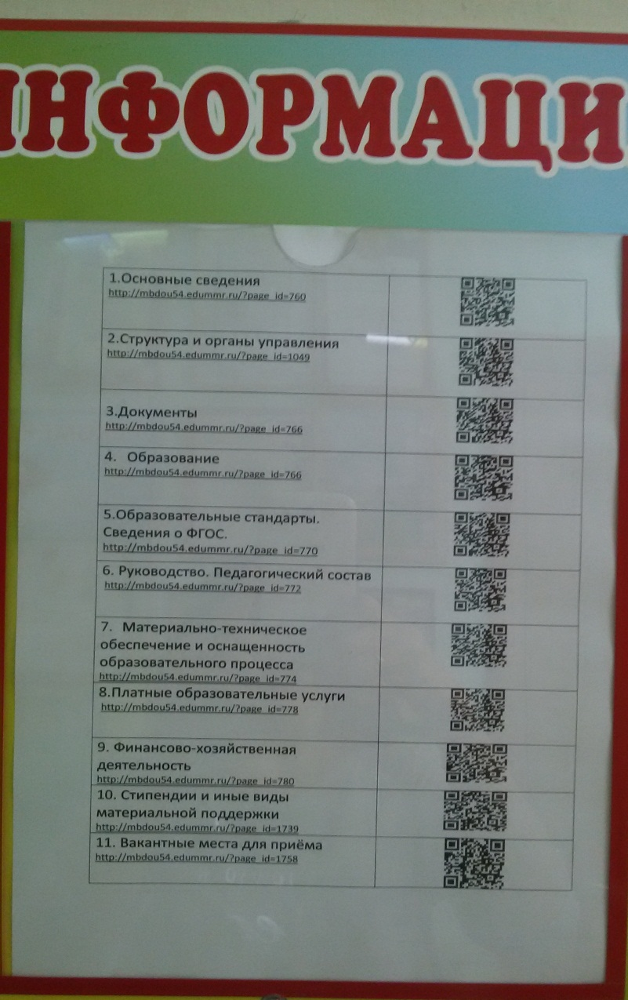 ИНФОРМАЦИ
1.Основные сведения
http://mbdou54.edummr.ru/?page_id=760
2.Структура и органы управления
http://mbdou54.edummr.ru/?page_id=1049
3.Документы
http://mbdou54.edummr.ru/?page_id=766
4. Образование
http://mbdou54.edummr.ru/?page_id=766
5.Образовательные стандарты.
Сведения о ФГОС.
http://mbdou54.edummr.ru/?page_id=770
6. Руководство. Педагогический состав
http://mbdou54.edummr.ru/?page_id=772
7. Материально-техническое
обеспечение и оснащенность
образовательного процесса
http://mbdou54.edummr.ru/?page_id=774
8.Платные образовательные услуги
http://mbdou54.edummr.ru/?page_id=778
9. Финансово-хозяйственная
деятельность
http://mbdou54.edummr.ru/?page_id=780
10. Стипендии и иные виды
материальной поддержки
http://mbdou54.edummr.ru/?page_id=1739
11. Вакантные места для приёма
http://mbdou54.edummr.ru/?page_id=1758